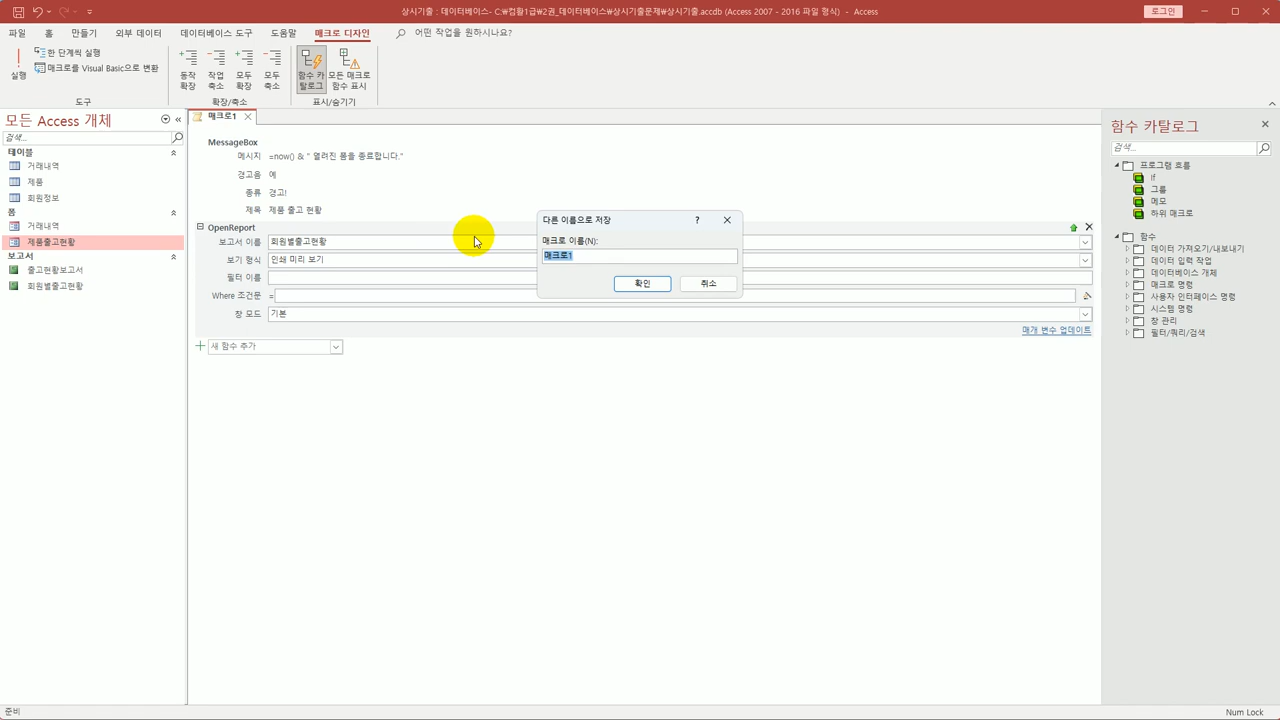 상시기출 : 데이터베이스- C:₩컴활1급₩2권_데이터베이스₩상시기출문제₩상시기출.accdb (Access 2007 - 2016 파일 형식) - Access
로그인
파일 홈 만들기 외부 데이터 데이터베이스 도구 도움말 매크로 디자인 어떤 작업을 원하시나요?
실행
한 단계씩 실행
매크로를 Visual Basic으로 변환
도구
동작 확장
작업 축소
모두 확장
모두 축소
확장/축소
함수 카탈로그
모든 매크로 함수 표시
표시/숨기기
모든 Access 개체
검색...
테이블
거래내역
제품
회원정보
폼
거래내역
제품출고현황
보고서
출고현황보고서
회원별출고현황
매크로1
MessageBox
메시지 =now() & " 열려진 폼을 종료합니다."
경고음 예
종류 경고!
제목 제품 출고 현황
OpenReport
보고서 이름 회원별출고현황
보기 형식 인쇄 미리 보기
필터 이름
Where 조건문 =
창 모드 기본
매개 변수 업데이트
새 함수 추가
다른 이름으로 저장 ?
매크로 이름(N):
매크로1
확인 취소
함수 카탈로그
검색...
프로그램 흐름
If
그룹
메모
하위 매크로
함수
데이터 가져오기/내보내기
데이터 입력 작업
데이터베이스 개체
매크로 명령
사용자 인터페이스 명령
시스템 명령
창 관리
필터/쿼리/검색
준비
Num Lock